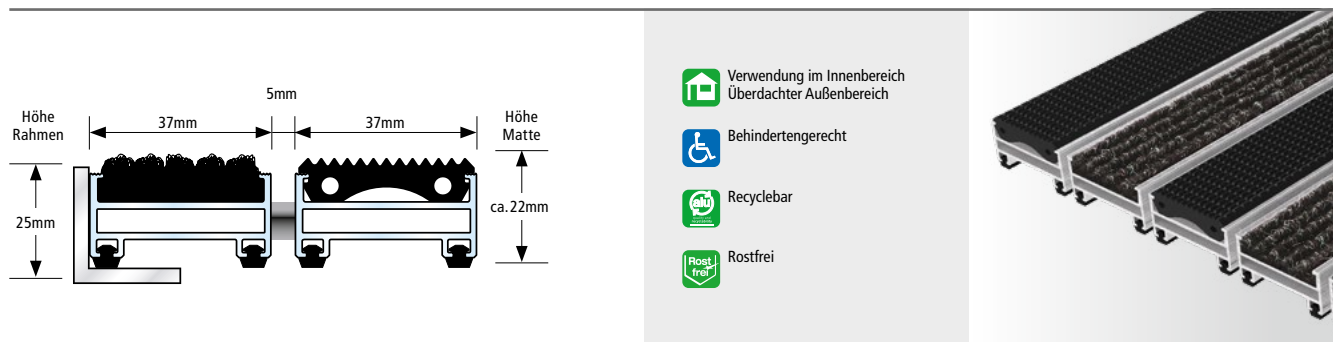 5mm
Höhe
Rahmen
37mm
37mm
Höhe
Matte
25mm
ca.22mm
Verwendung im Innenbereich
Überdachter Außenbereich
Behindertengerecht
alu
Recyclebar
Rost
frei
Rostfrei